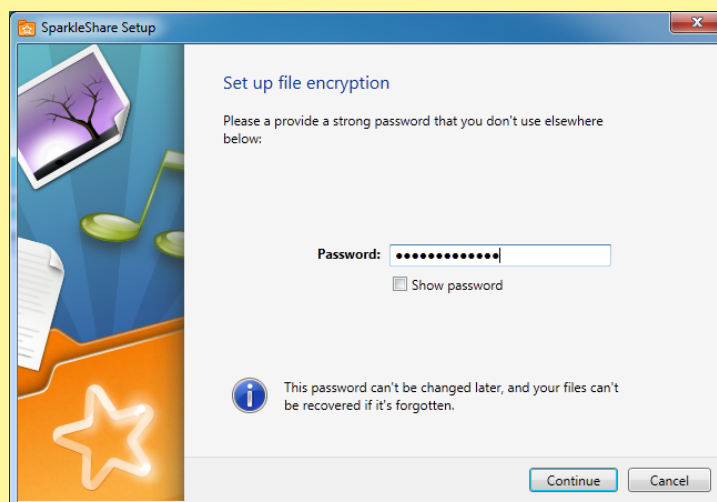 SparkleShare Setup
Set up file encryption
Please a provide a strong password that you don't use elsewhere
below:
Password: •••••••••••••
Show password
This password can't be changed later, and your files can't
be recovered if it's forgotten.
Continue Cancel